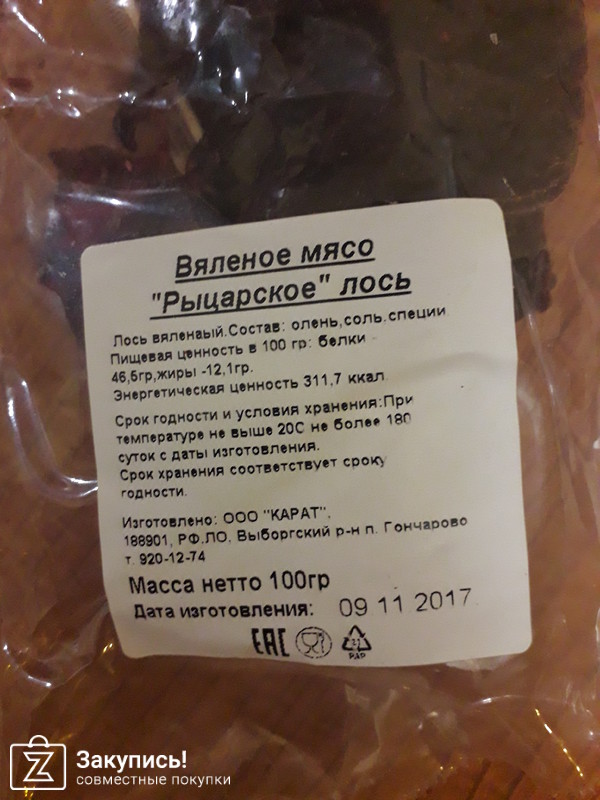 Вяленое мясо
"Рыцарское" лось
Лось вяленаый.Состав: олень,соль.специи
Пищевая ценность в 100 гр: белки
46,5гр,жиры -12,1гр.
Энергетическая ценность 311,7 ккал
Срок годности и условия хранения:При
температуре не выше 20С не более 180
суток с даты изготовления.
Срок хранения соответствует сроку
годности.
Изготовлено: ООО "КАРАТ".
188901, РФ.ЛО. Выборгский р-н п. Гончарово
т. 920-12-74
Масса нетто 100гр
Дата изготовления: 09 11 2017
EAC
PAP
Закупись!
совместные покупки